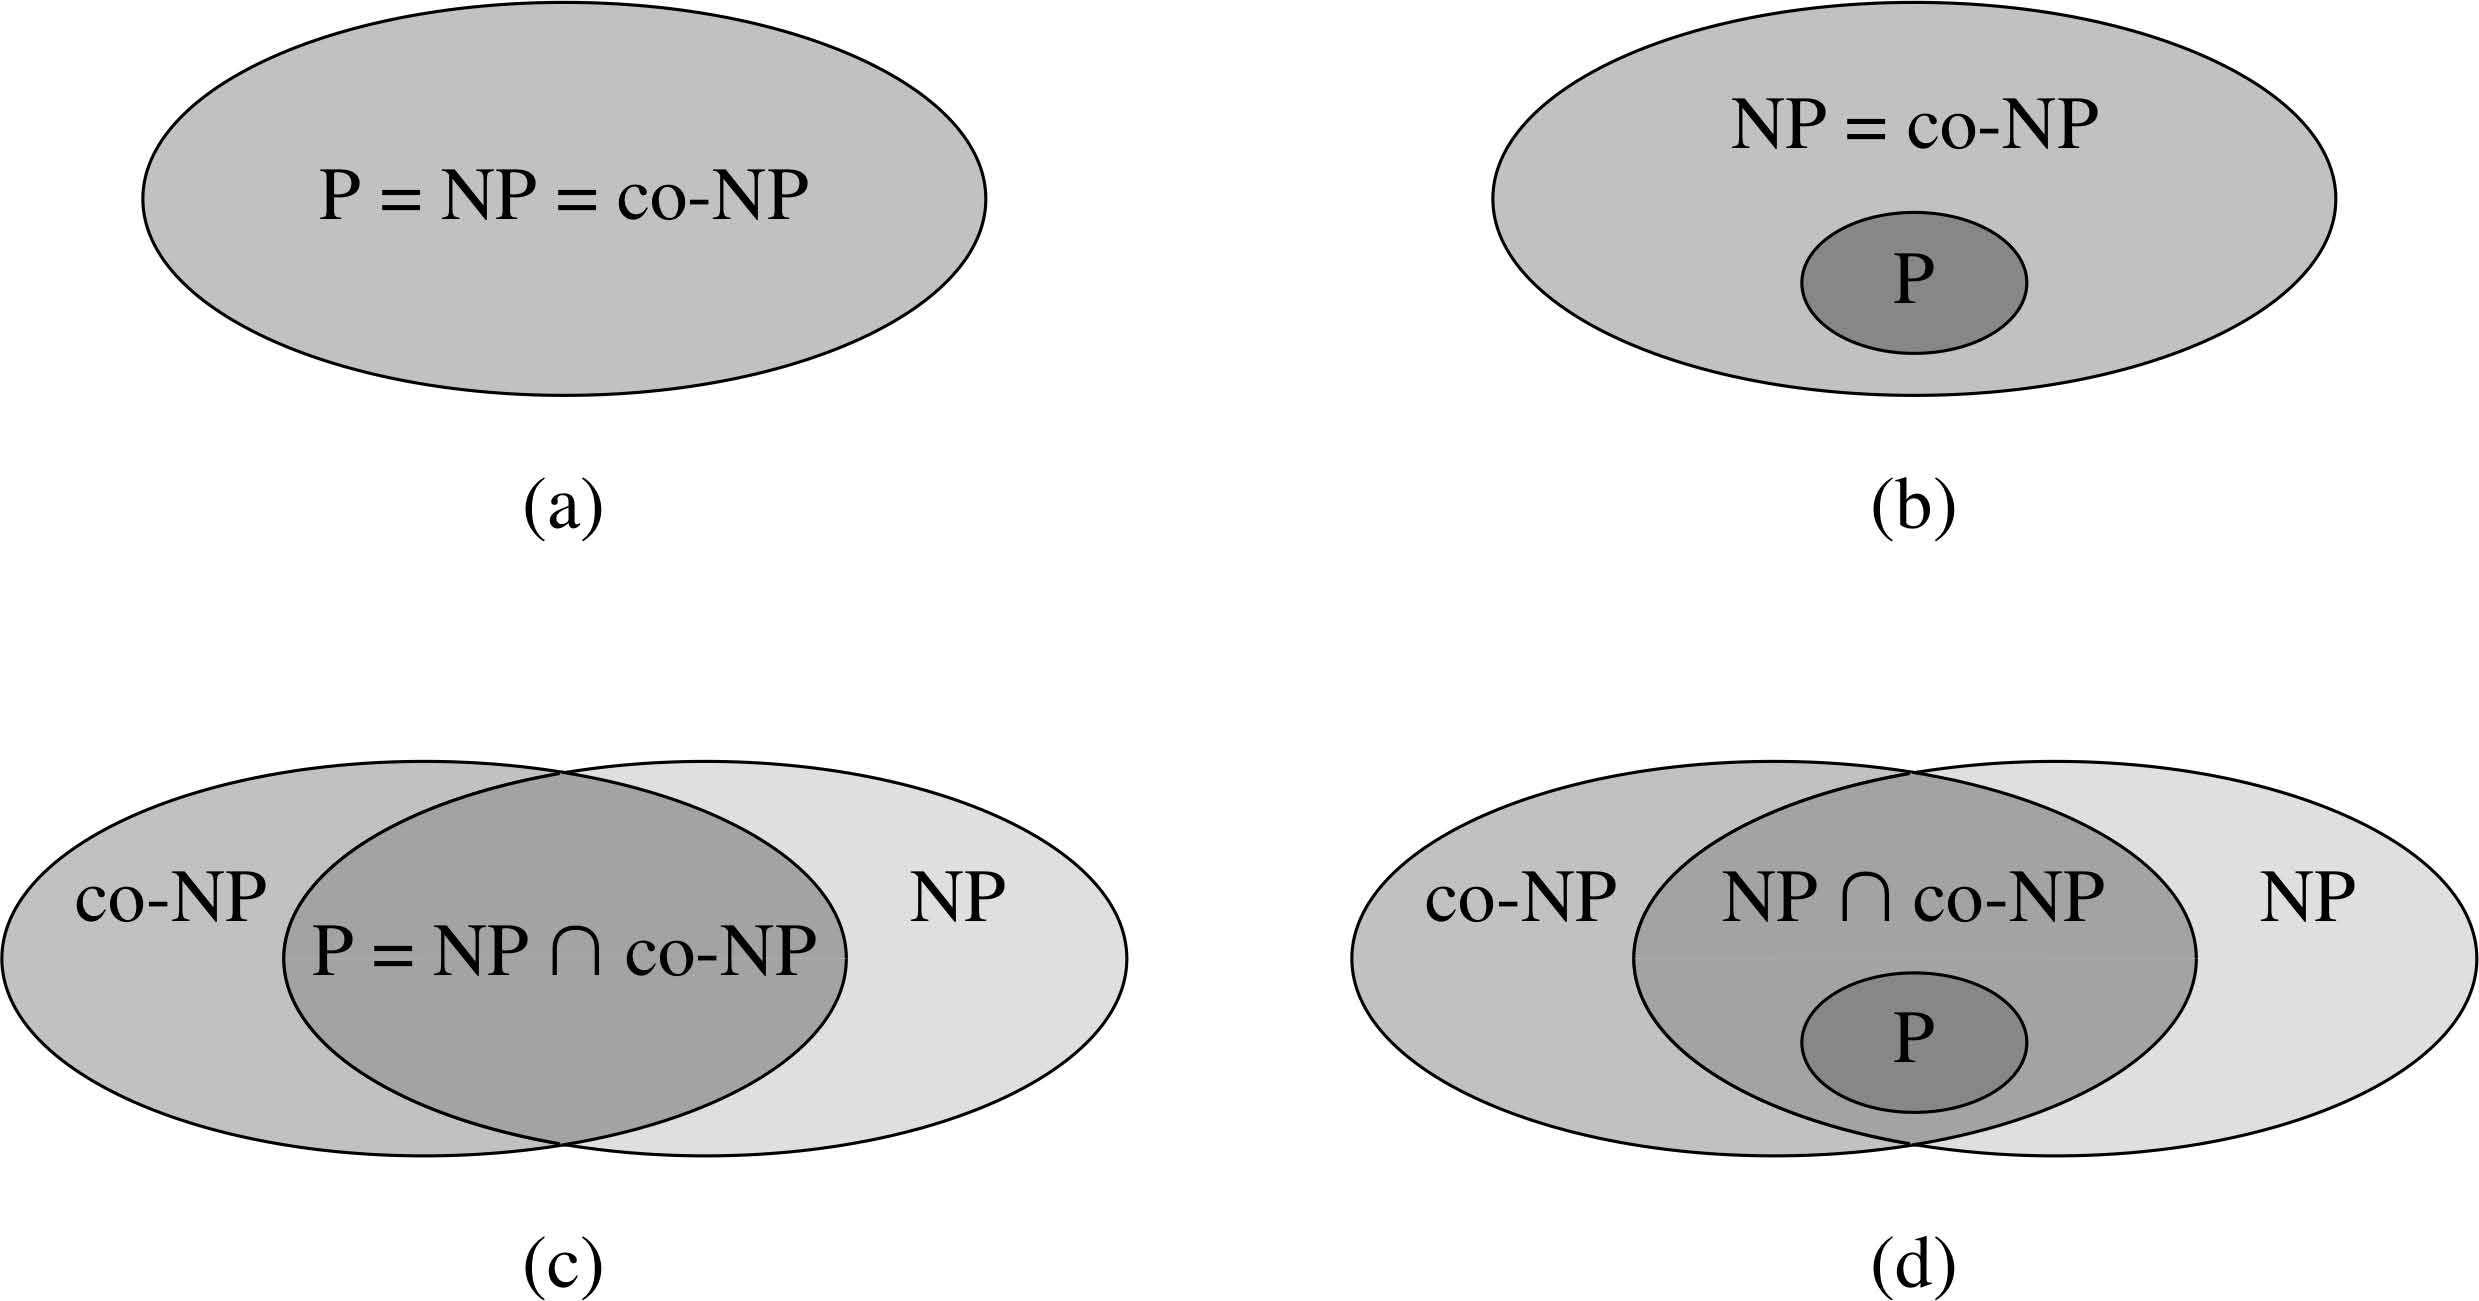 P = NP = co-NP
(a)
NP = co-NP
P
(b)
co-NP
P = NP ∩ co-NP
NP
(c)
co-NP
NP ∩ co-NP
NP
P
(d)